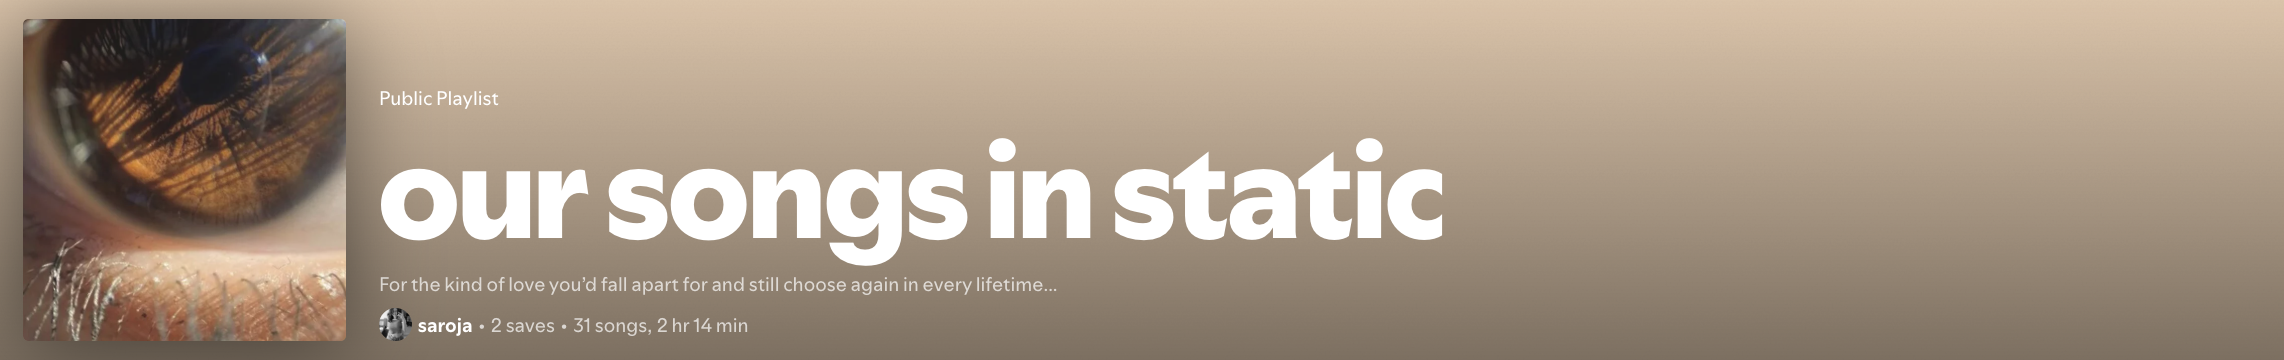 Public Playlist
our songs in static
For the kind of love you’d fall apart for and still choose again in every lifetime...
saroja • 2 saves • 31 songs, 2 hr 14 min